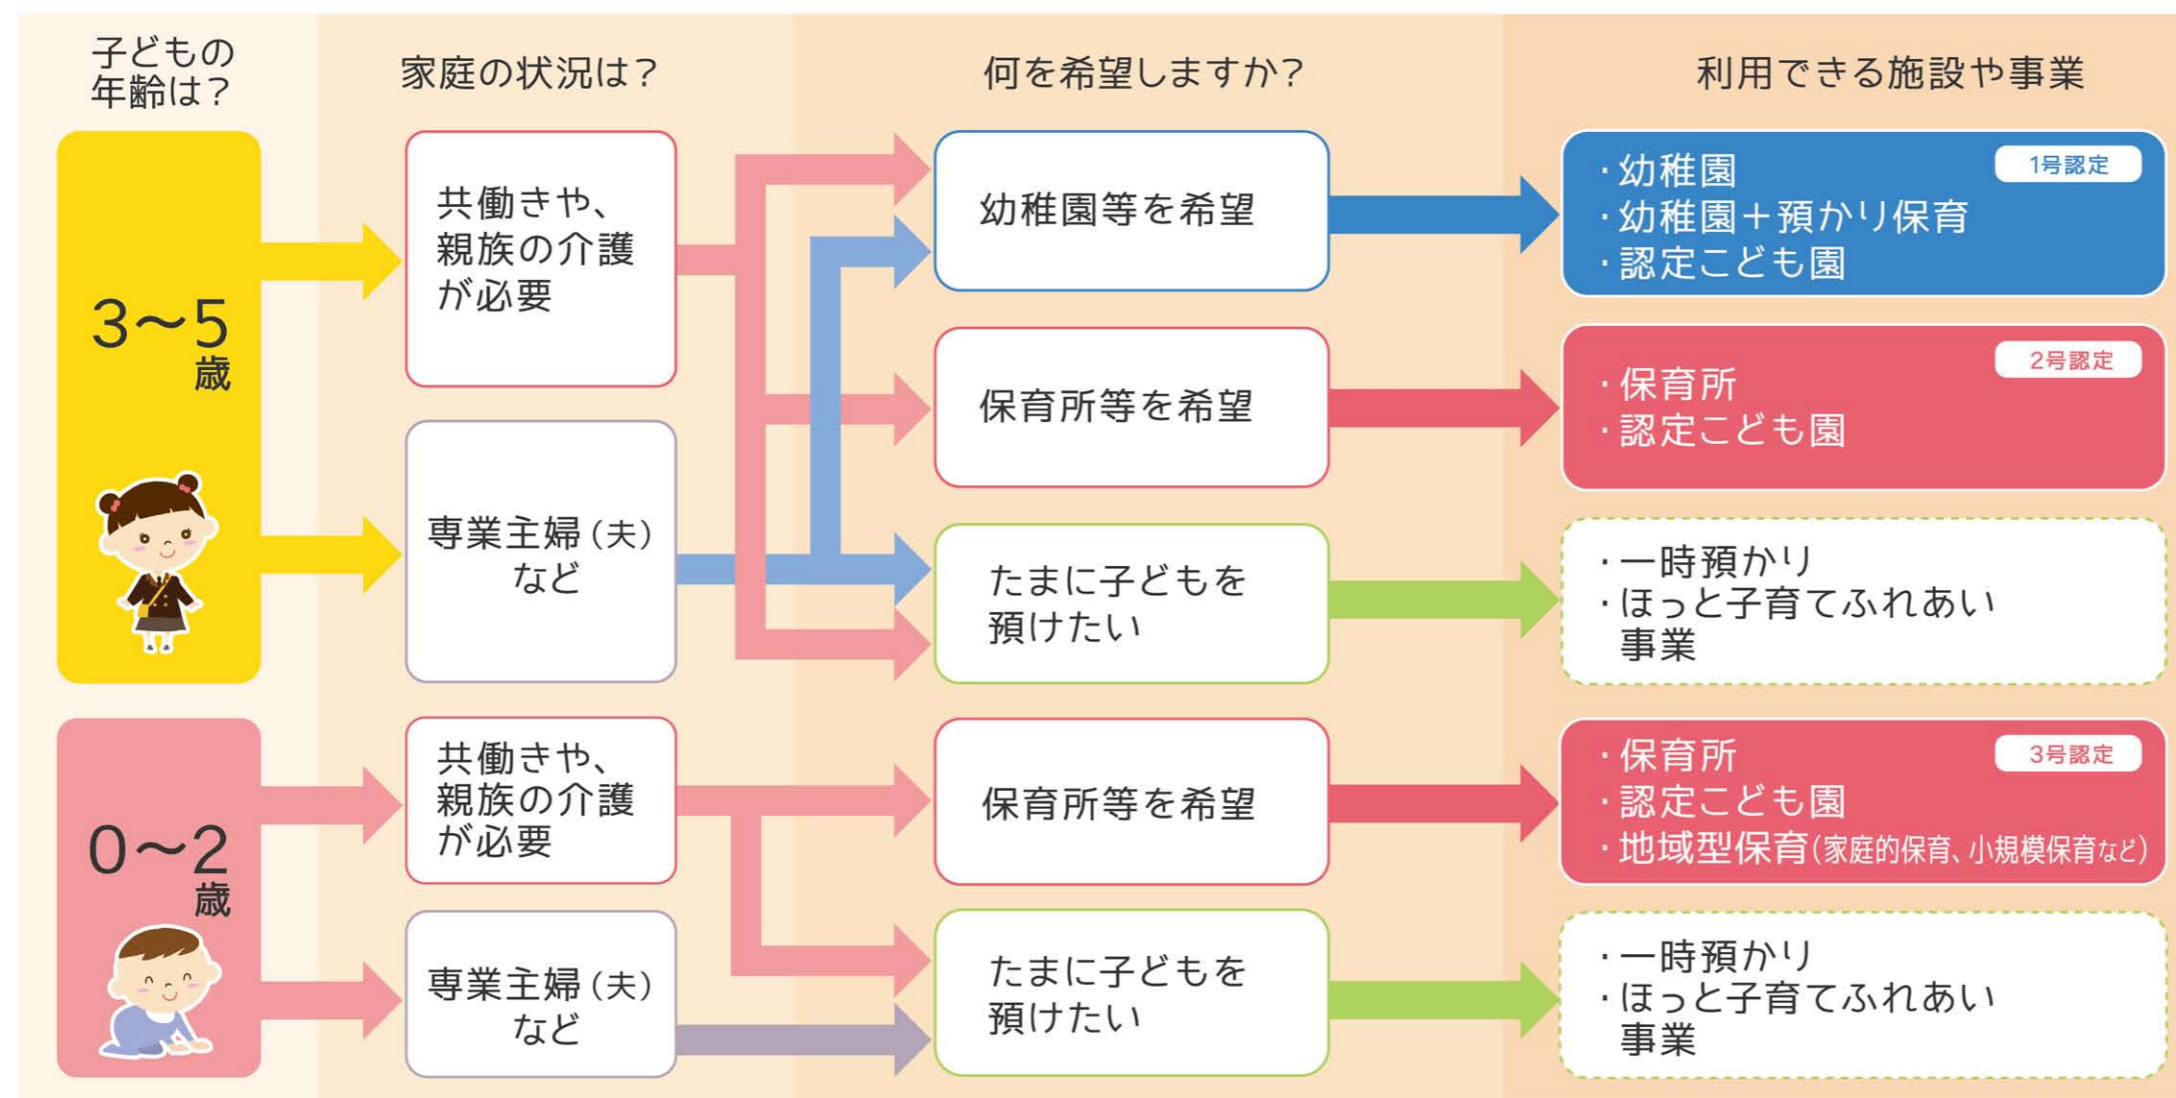 子どもの
年齢は？
家庭の状況は？
何を希望しますか？
利用できる施設や事業
3〜5
歳
共働きや、
親族の介護
が必要
専業主婦（夫）
など
幼稚園等を希望
保育所等を希望
たまに子どもを
預けたい
1号認定
・幼稚園
・幼稚園＋預かり保育
・認定こども園
2号認定
・保育所
・認定こども園
・一時預かり
・ほっと子育てふれあい
事業
0〜2
歳
共働きや、
親族の介護
が必要
専業主婦（夫）
など
保育所等を希望
たまに子どもを
預けたい
3号認定
・保育所
・認定こども園
・地域型保育（家庭的保育、小規模保育など）
・一時預かり
・ほっと子育てふれあい
事業